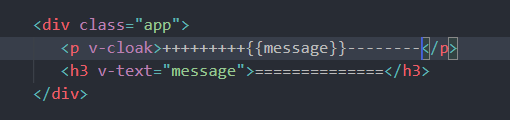 <div class="app">
<p v-cloak>+++++++++{{message}}--------</p>
<h3 v-text="message">==============</h3>
</div>